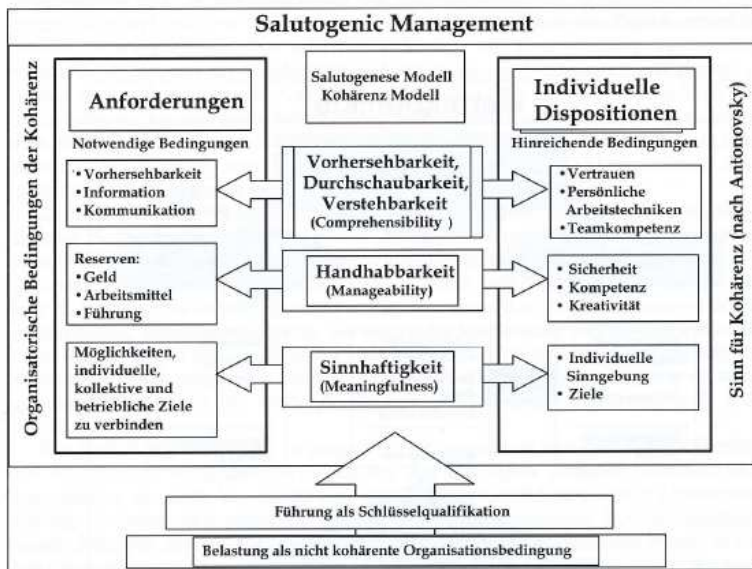 Salutogenic Management
Organisatorische Bedingungen der Kohärenz
Anforderungen
Notwendige Bedingungen
• Vorhersehbarkeit
• Information
• Kommunikation
Reserven:
• Geld
• Arbeitsmittel
• Führung
Möglichkeiten,
individuelle,
kollektive und
betriebliche Ziele
zu verbinden
Salutogenese Modell
Kohärenz Modell
Vorhersehbarkeit,
Durchschaubarkeit,
Verstehbarkeit
(Comprehensibility )
Handhabbarkeit
(Manageability)
Sinnhaftigkeit
(Meaningfulness)
Individuelle
Dispositionen
Hinreichende Bedingungen
• Vertrauen
• Persönliche
Arbeitstechniken
• Teamkompetenz
• Sicherheit
• Kompetenz
• Kreativität
• Individuelle
Sinngebung
• Ziele
Sinn für Kohärenz (nach Antonovsky)
Führung als Schlüsselqualifikation
Belastung als nicht kohärente Organisationsbedingung